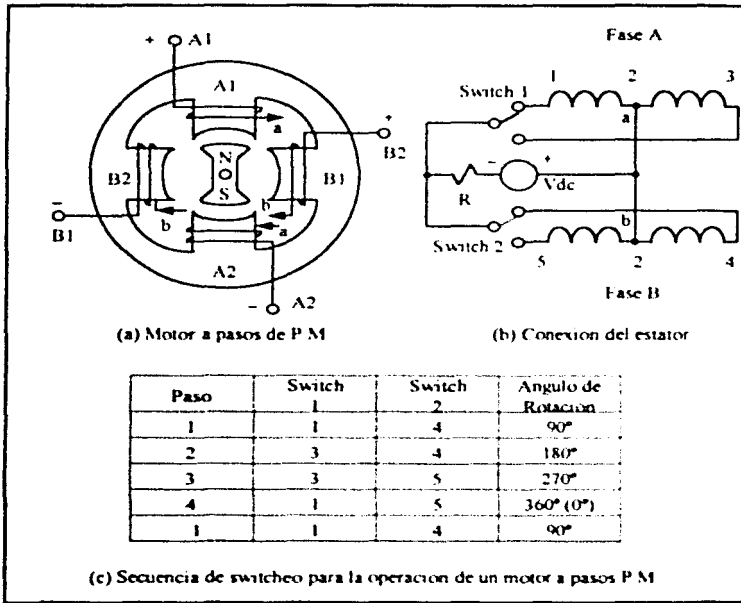 + A1
A1
a
+
B2
N
S
B2
B1
−
B1
b
b
a
A2
−
A2
(a) Motor a pasos de P M
Fase A
1 2 3
Switch 1
a
− +
R
Vdc
b
Switch 2
5 2 4
Fase B
(b) Conexion del estator
Paso Switch 1 Switch 2 Angulo de Rotación
1 1 4 90°
2 3 4 180°
3 3 5 270°
4 1 5 360° (0°)
1 1 4 90°
(c) Secuencia de switcheo para la operacion de un motor a pasos P M